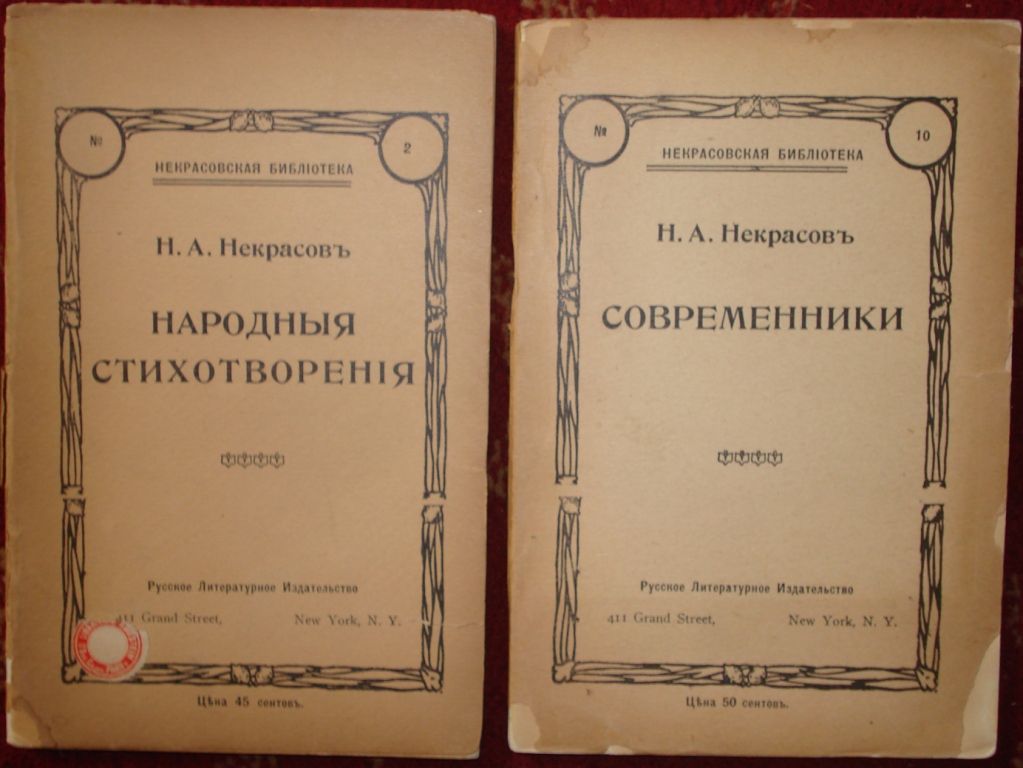 № 2
НЕКРАСОВСКАЯ БИБЛІОТЕКА
Н. А. Некрасовъ
НАРОДНЫЯ
СТИХОТВОРЕНІЯ
Русское Литературное Издательство
411 Grand Street, New York, N. Y.
Цѣна 45 сентовъ.
№ 10
НЕКРАСОВСКАЯ БИБЛІОТЕКА
Н. А. Некрасовъ
СОВРЕМЕННИКИ
Русское Литературное Издательство
411 Grand Street, New York, N. Y.
Цѣна 50 сентовъ.